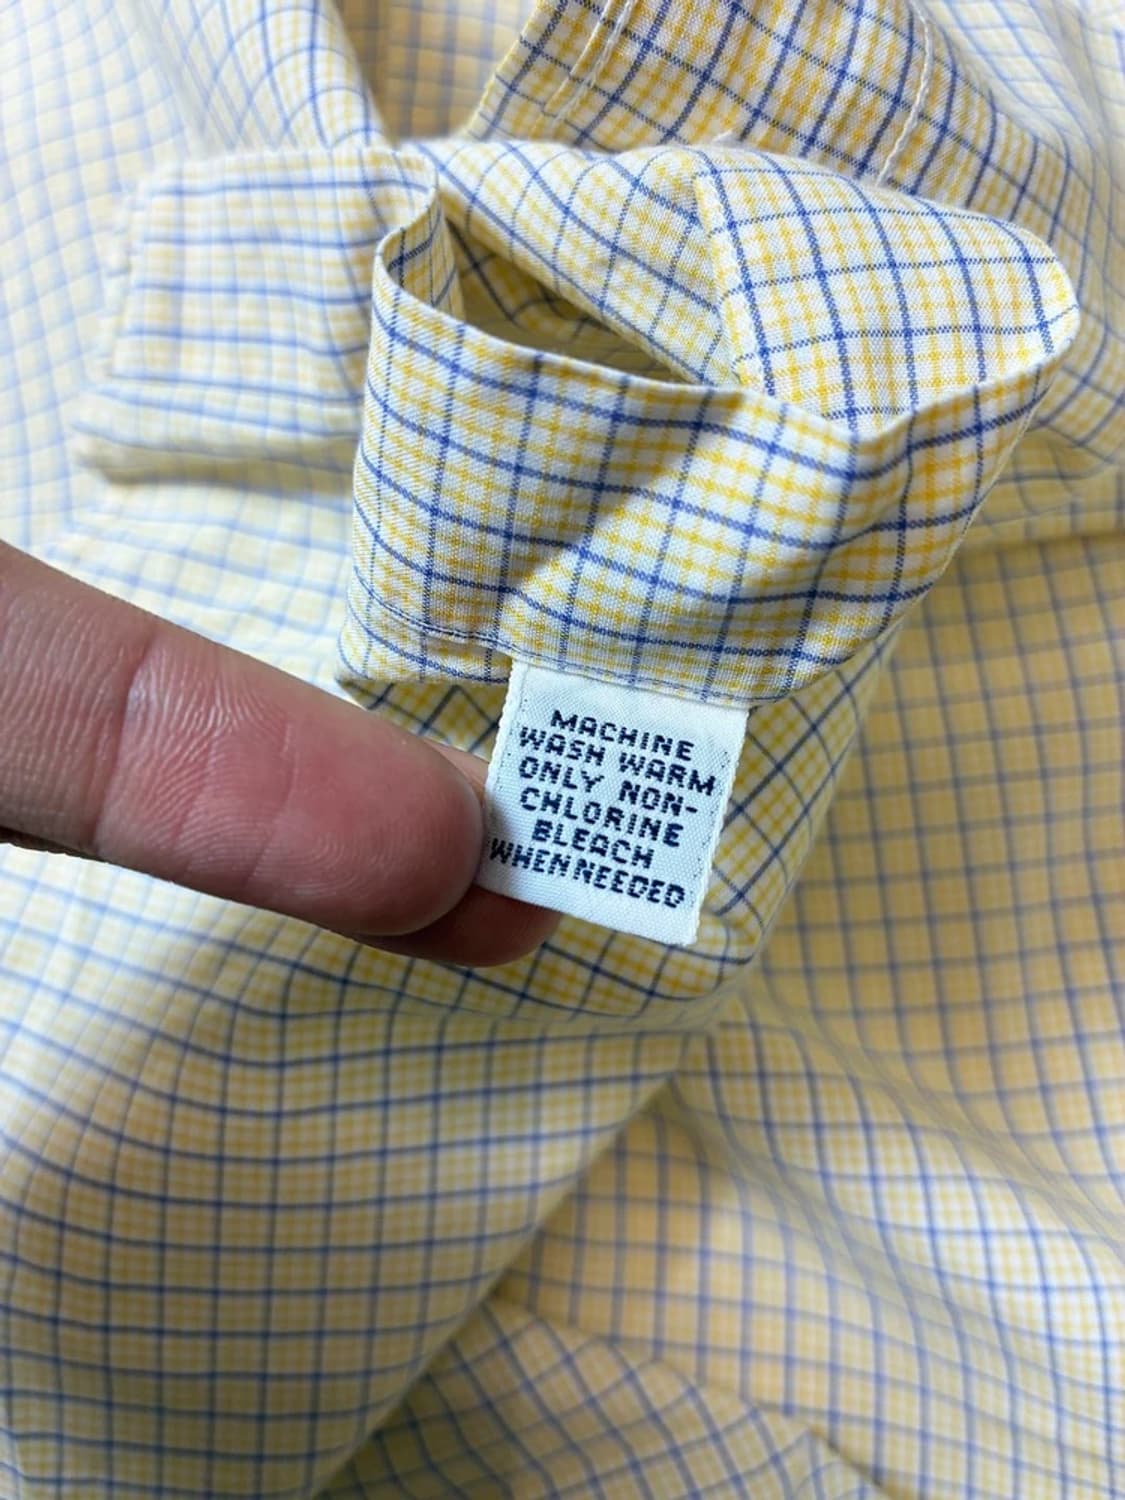 MACHINE
WASH WARM
ONLY NON-
CHLORINE
BLEACH
WHEN NEEDED